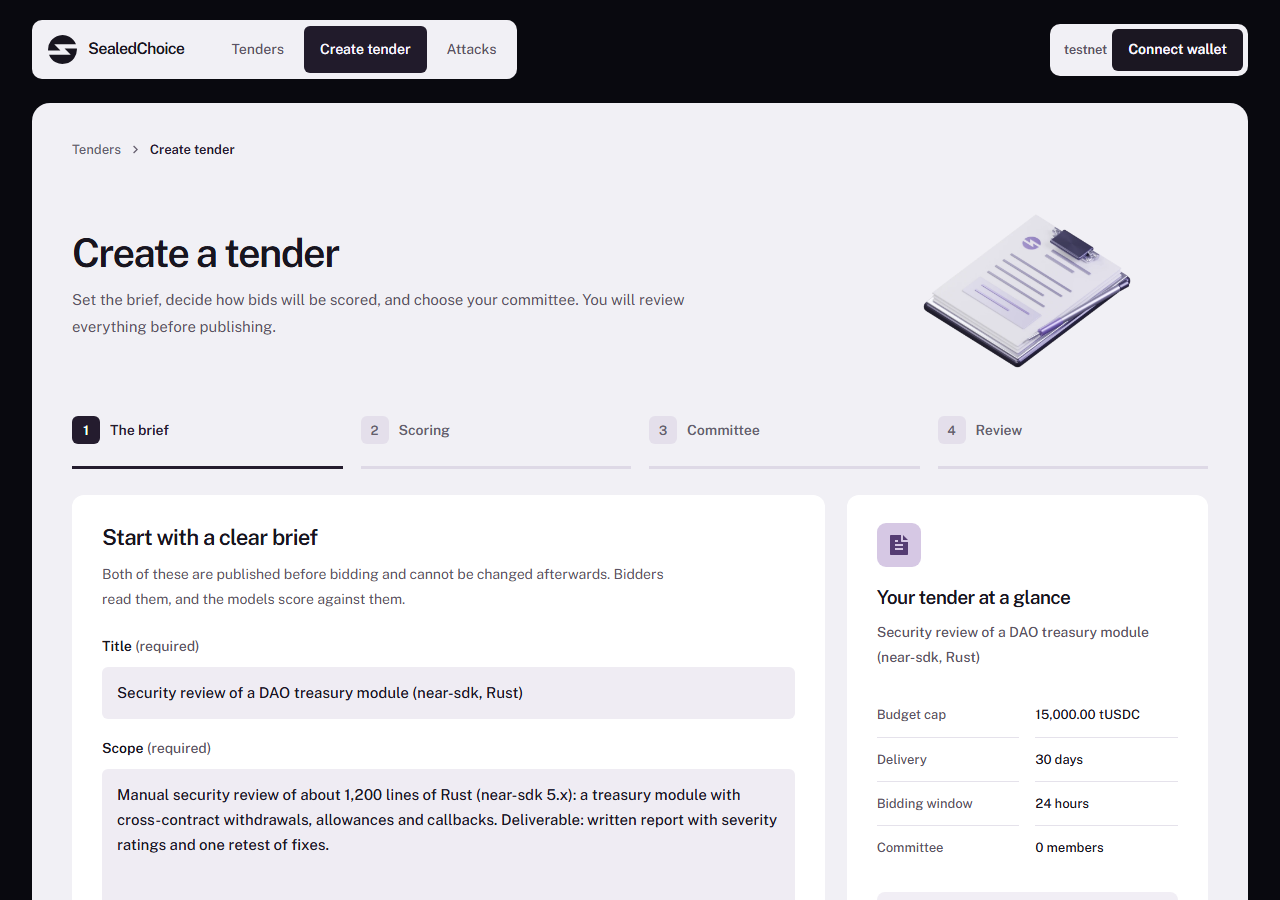 SealedChoice
Tenders
Create tender
Attacks
testnet
Connect wallet
Tenders
Create tender
Create a tender
Set the brief, decide how bids will be scored, and choose your committee. You will review
everything before publishing.
1 The brief
2 Scoring
3 Committee
4 Review
Start with a clear brief
Both of these are published before bidding and cannot be changed afterwards. Bidders
read them, and the models score against them.
Title (required)
Security review of a DAO treasury module (near-sdk, Rust)
Scope (required)
Manual security review of about 1,200 lines of Rust (near-sdk 5.x): a treasury module with
cross-contract withdrawals, allowances and callbacks. Deliverable: written report with severity
ratings and one retest of fixes.
Your tender at a glance
Security review of a DAO treasury module
(near-sdk, Rust)
Budget cap 15,000.00 tUSDC
Delivery 30 days
Bidding window 24 hours
Committee 0 members